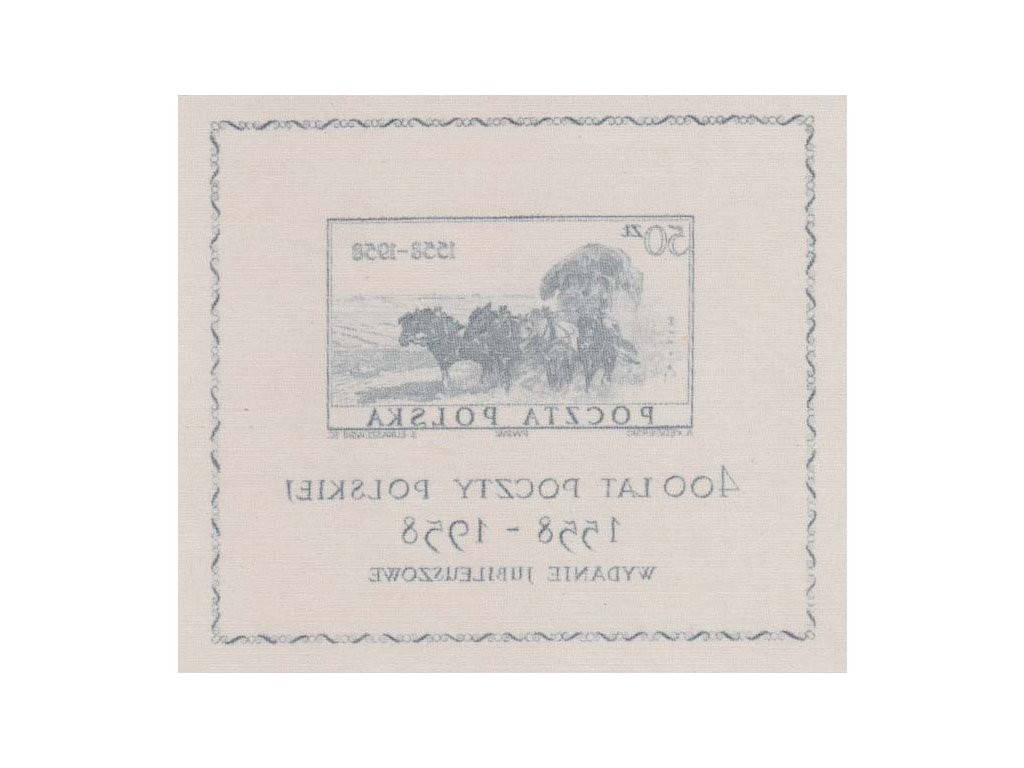 50 ZŁ
1558-1958
POCZTA POLSKA
400 LAT POCZTY POLSKIEJ
1558 - 1958
WYDANIE JUBILEUSZOWE